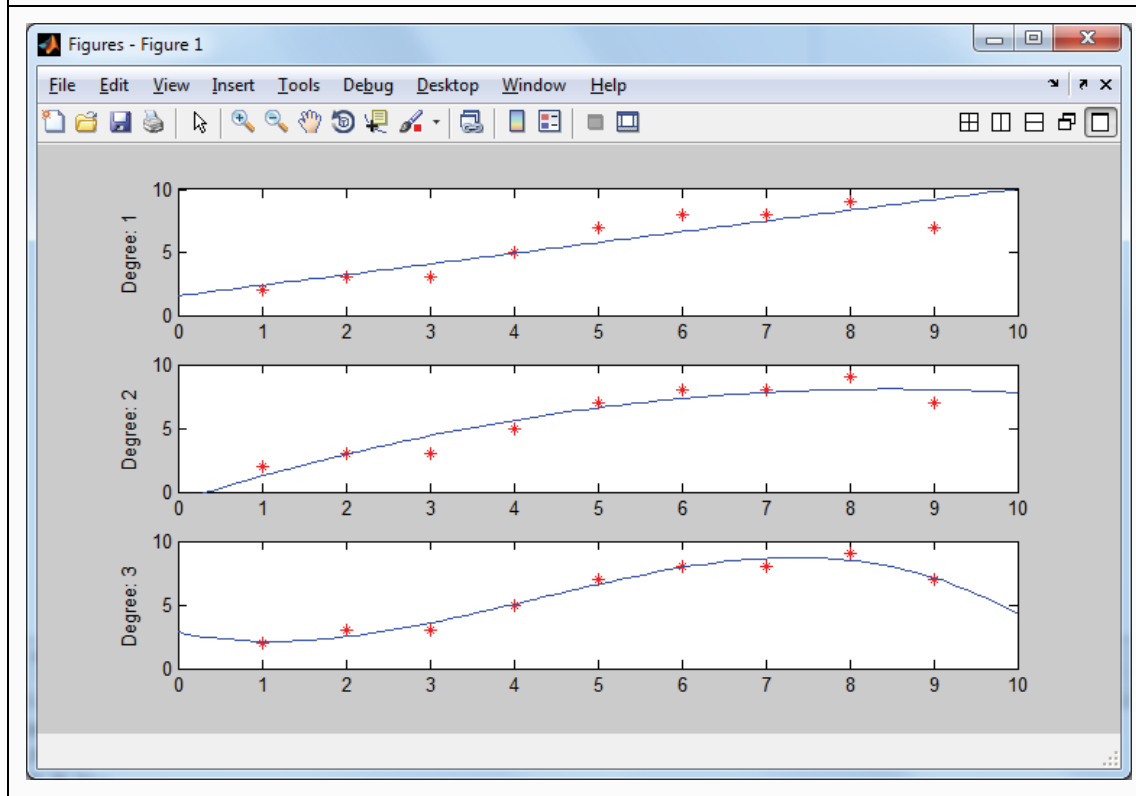 Figures - Figure 1
File Edit View Insert Tools Debug Desktop Window Help
Degree: 1
10
5
0
0 1 2 3 4 5 6 7 8 9 10
Degree: 2
10
5
0
0 1 2 3 4 5 6 7 8 9 10
Degree: 3
10
5
0
0 1 2 3 4 5 6 7 8 9 10